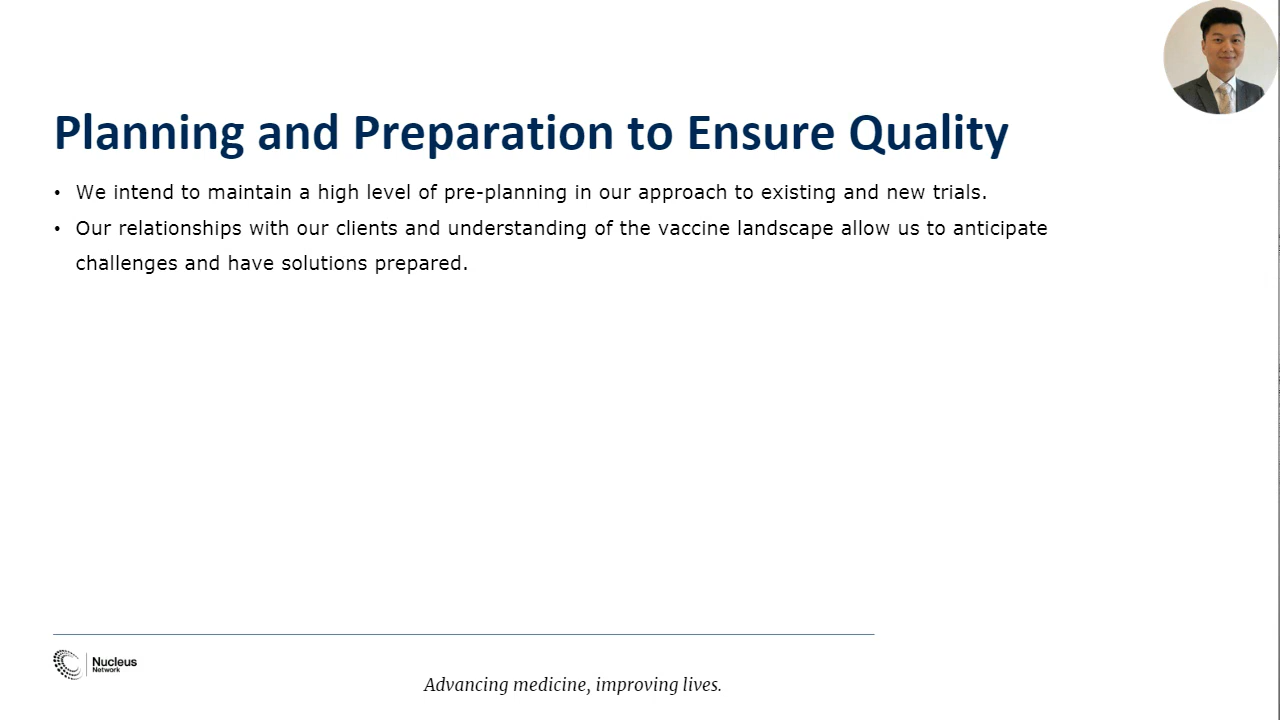 Planning and Preparation to Ensure Quality
• We intend to maintain a high level of pre-planning in our approach to existing and new trials.
• Our relationships with our clients and understanding of the vaccine landscape allow us to anticipate
challenges and have solutions prepared.
Nucleus
Network
Advancing medicine, improving lives.